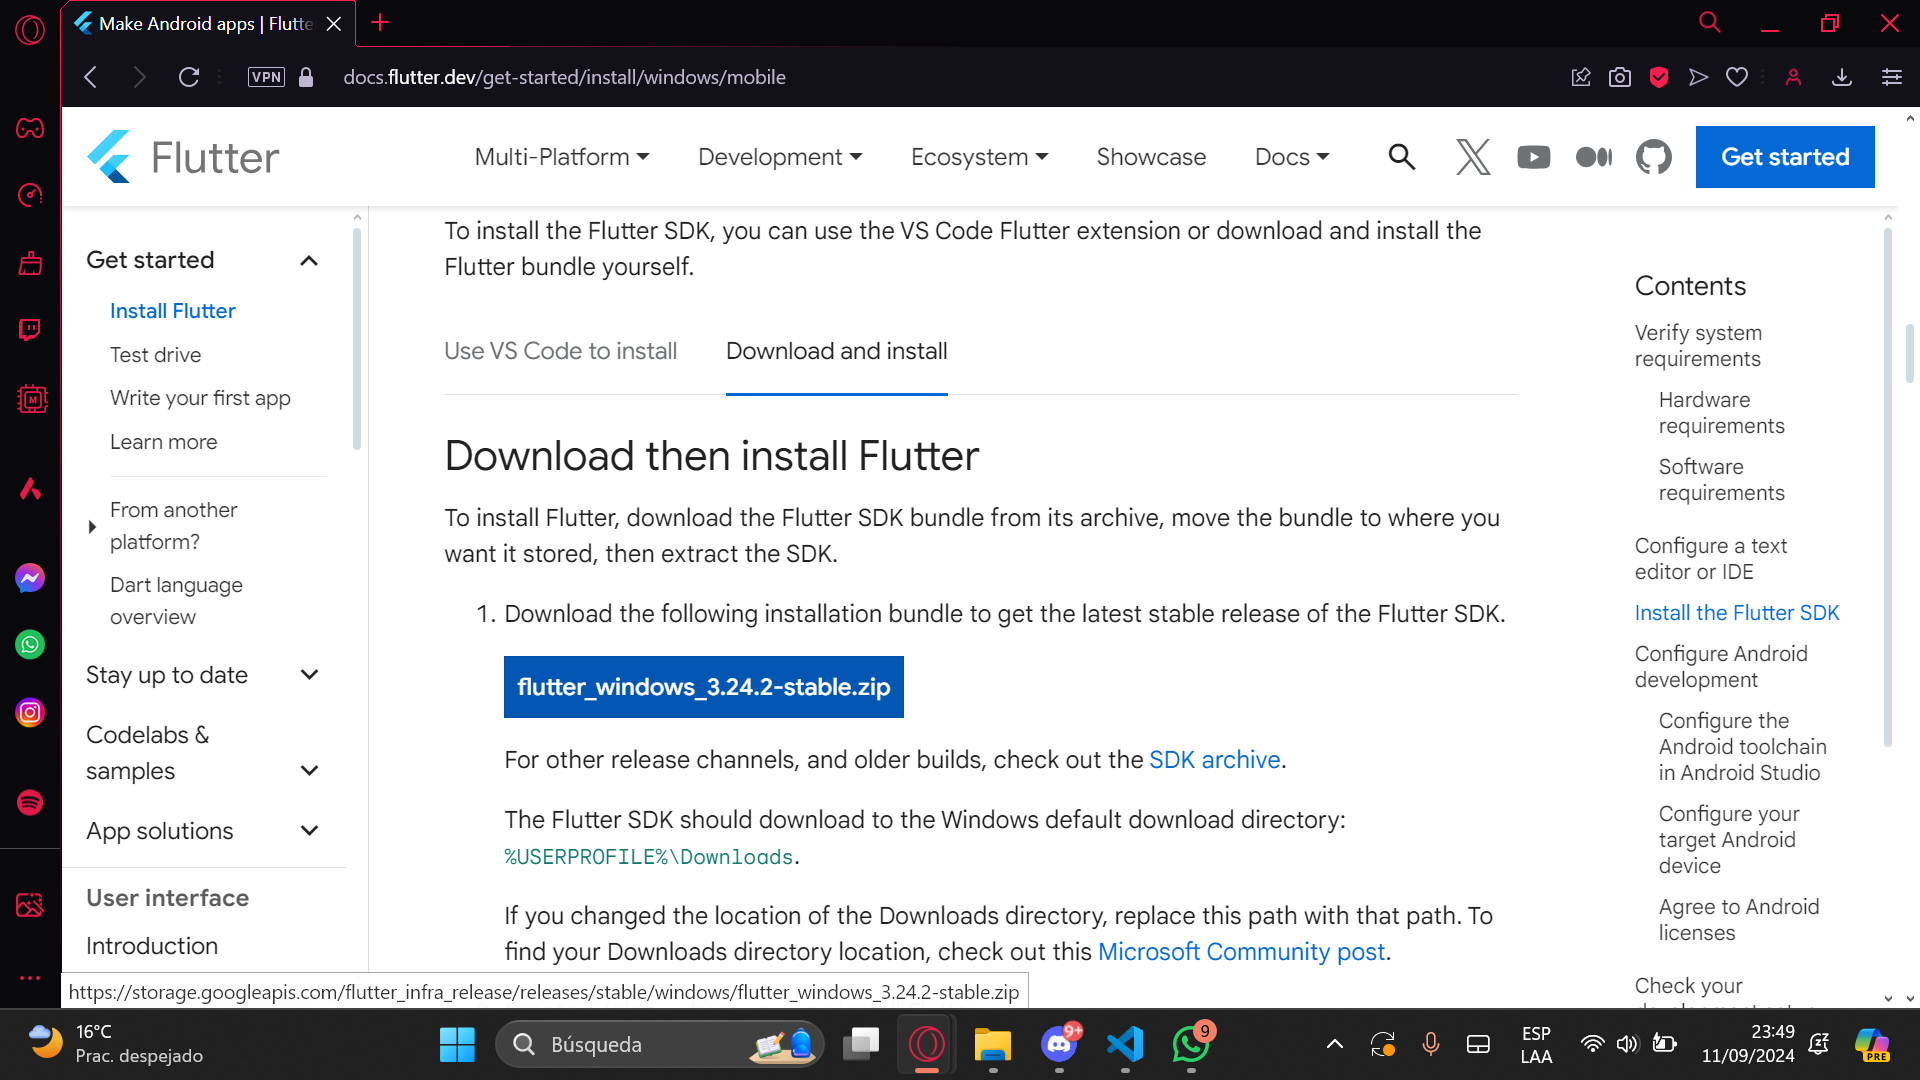 Make Android apps | Flutte
VPN
docs.flutter.dev/get-started/install/windows/mobile
Flutter
Multi-Platform
Development
Ecosystem
Showcase
Docs
Get started
Get started
Install Flutter
Test drive
Write your first app
Learn more
From another
platform?
Dart language
overview
Stay up to date
Codelabs &
samples
App solutions
User interface
Introduction
To install the Flutter SDK, you can use the VS Code Flutter extension or download and install the
Flutter bundle yourself.
Use VS Code to install
Download and install
Download then install Flutter
To install Flutter, download the Flutter SDK bundle from its archive, move the bundle to where you
want it stored, then extract the SDK.
1. Download the following installation bundle to get the latest stable release of the Flutter SDK.
flutter_windows_3.24.2-stable.zip
For other release channels, and older builds, check out the SDK archive.
The Flutter SDK should download to the Windows default download directory:
%USERPROFILE%\Downloads.
If you changed the location of the Downloads directory, replace this path with that path. To
find your Downloads directory location, check out this Microsoft Community post.
Contents
Verify system
requirements
Hardware
requirements
Software
requirements
Configure a text
editor or IDE
Install the Flutter SDK
Configure Android
development
Configure the
Android toolchain
in Android Studio
Configure your
target Android
device
Agree to Android
licenses
Check your
https://storage.googleapis.com/flutter_infra_release/releases/stable/windows/flutter_windows_3.24.2-stable.zip
16°C
Prac. despejado
Búsqueda
9+
9
ESP
LAA
23:49
11/09/2024
PRE